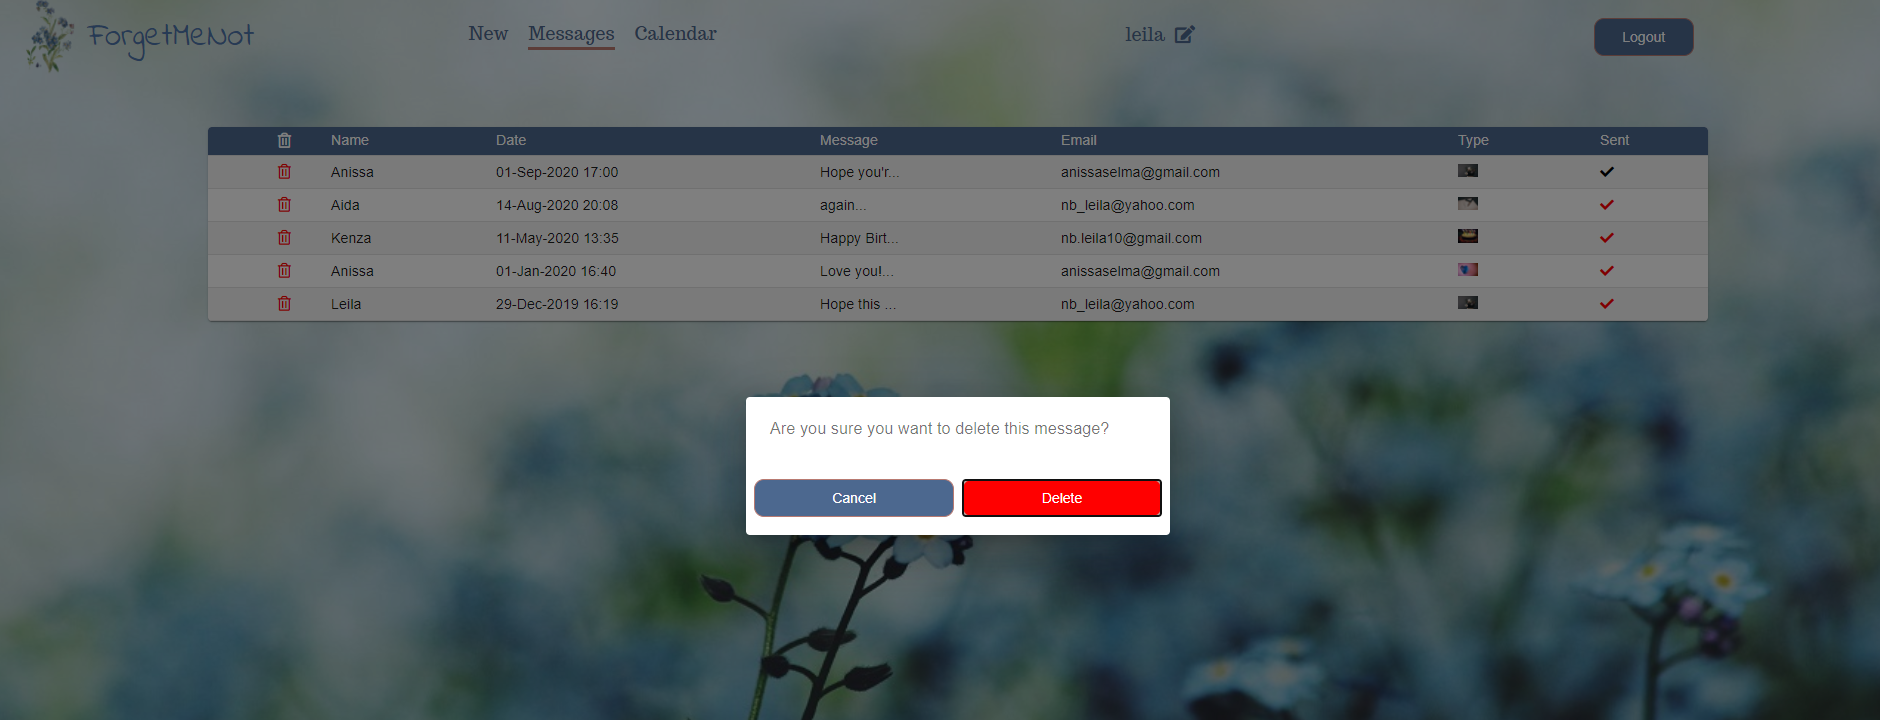 ForgetMeNot New Messages Calendar leila Logout
Name Date Message Email Type Sent
Anissa 01-Sep-2020 17:00 Hope you'r... anissaselma@gmail.com
Aida 14-Aug-2020 20:08 again... nb_leila@yahoo.com
Kenza 11-May-2020 13:35 Happy Birt... nb.leila10@gmail.com
Anissa 01-Jan-2020 16:40 Love you!... anissaselma@gmail.com
Leila 29-Dec-2019 16:19 Hope this ... nb_leila@yahoo.com
Are you sure you want to delete this message?
Cancel Delete